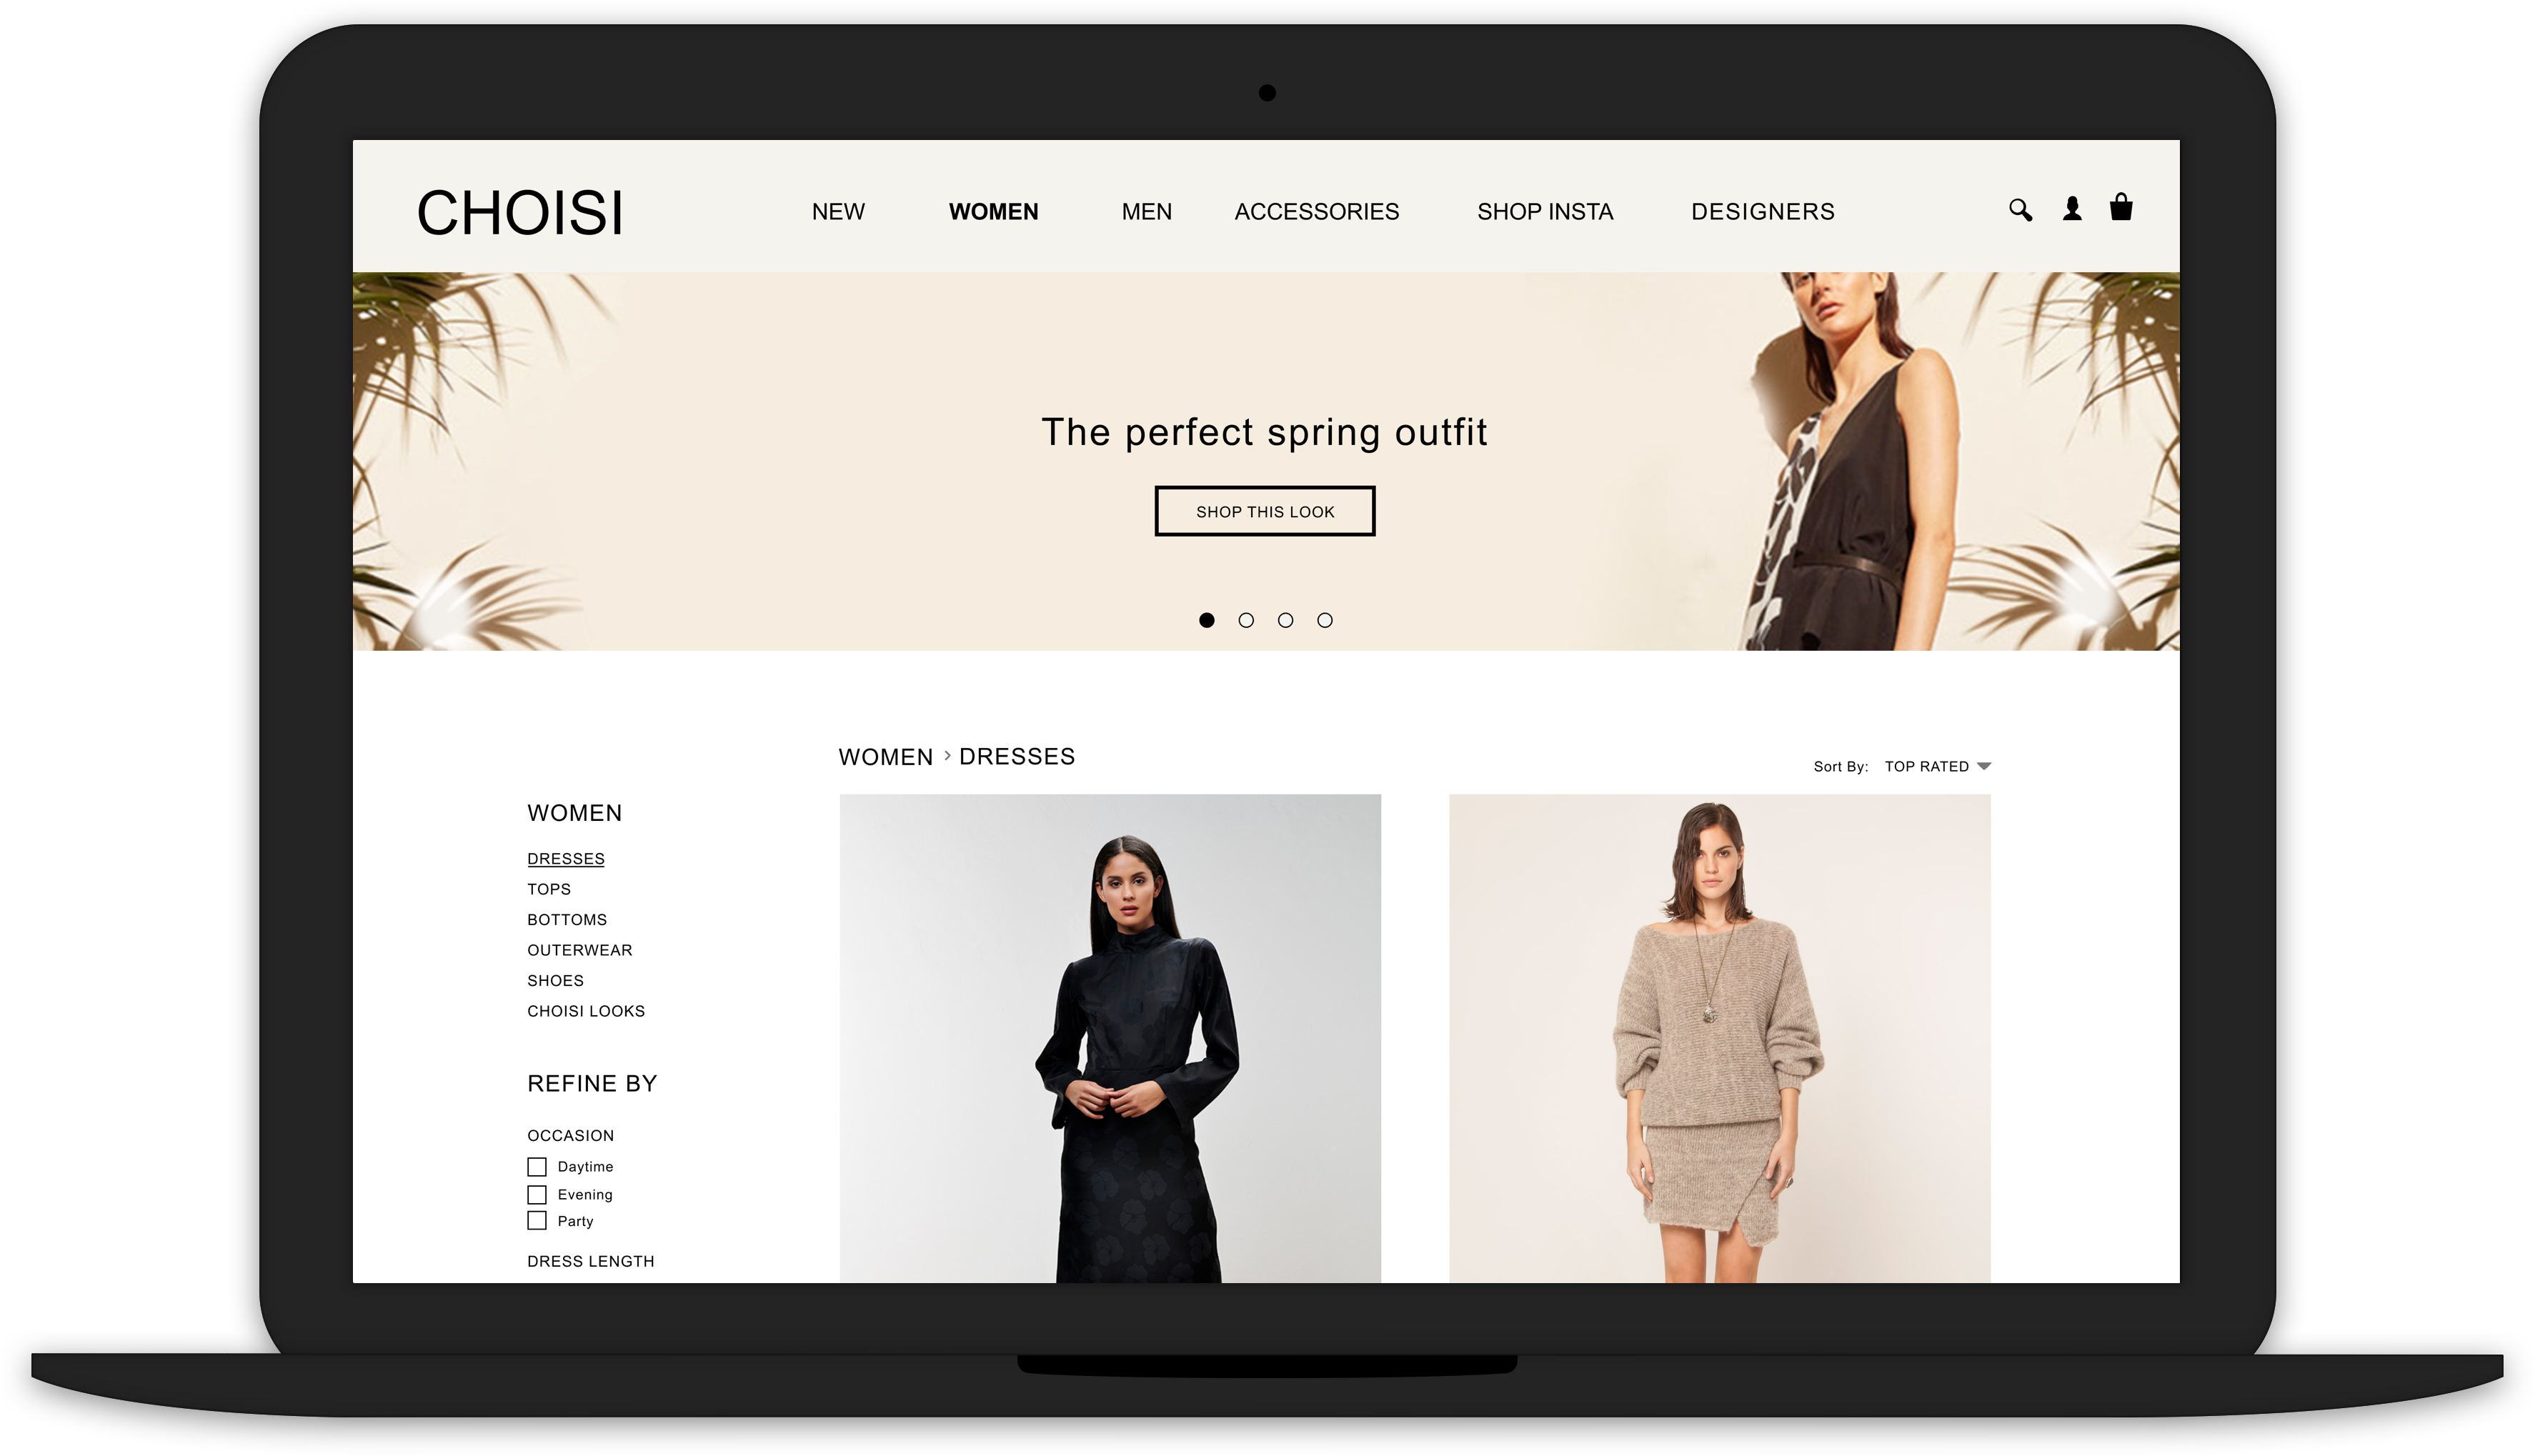 CHOISI NEW WOMEN MEN ACCESSORIES SHOP INSTA DESIGNERS
The perfect spring outfit
SHOP THIS LOOK
WOMEN › DRESSES
Sort By: TOP RATED
WOMEN
DRESSES
TOPS
BOTTOMS
OUTERWEAR
SHOES
CHOISI LOOKS
REFINE BY
OCCASION
Daytime
Evening
Party
DRESS LENGTH